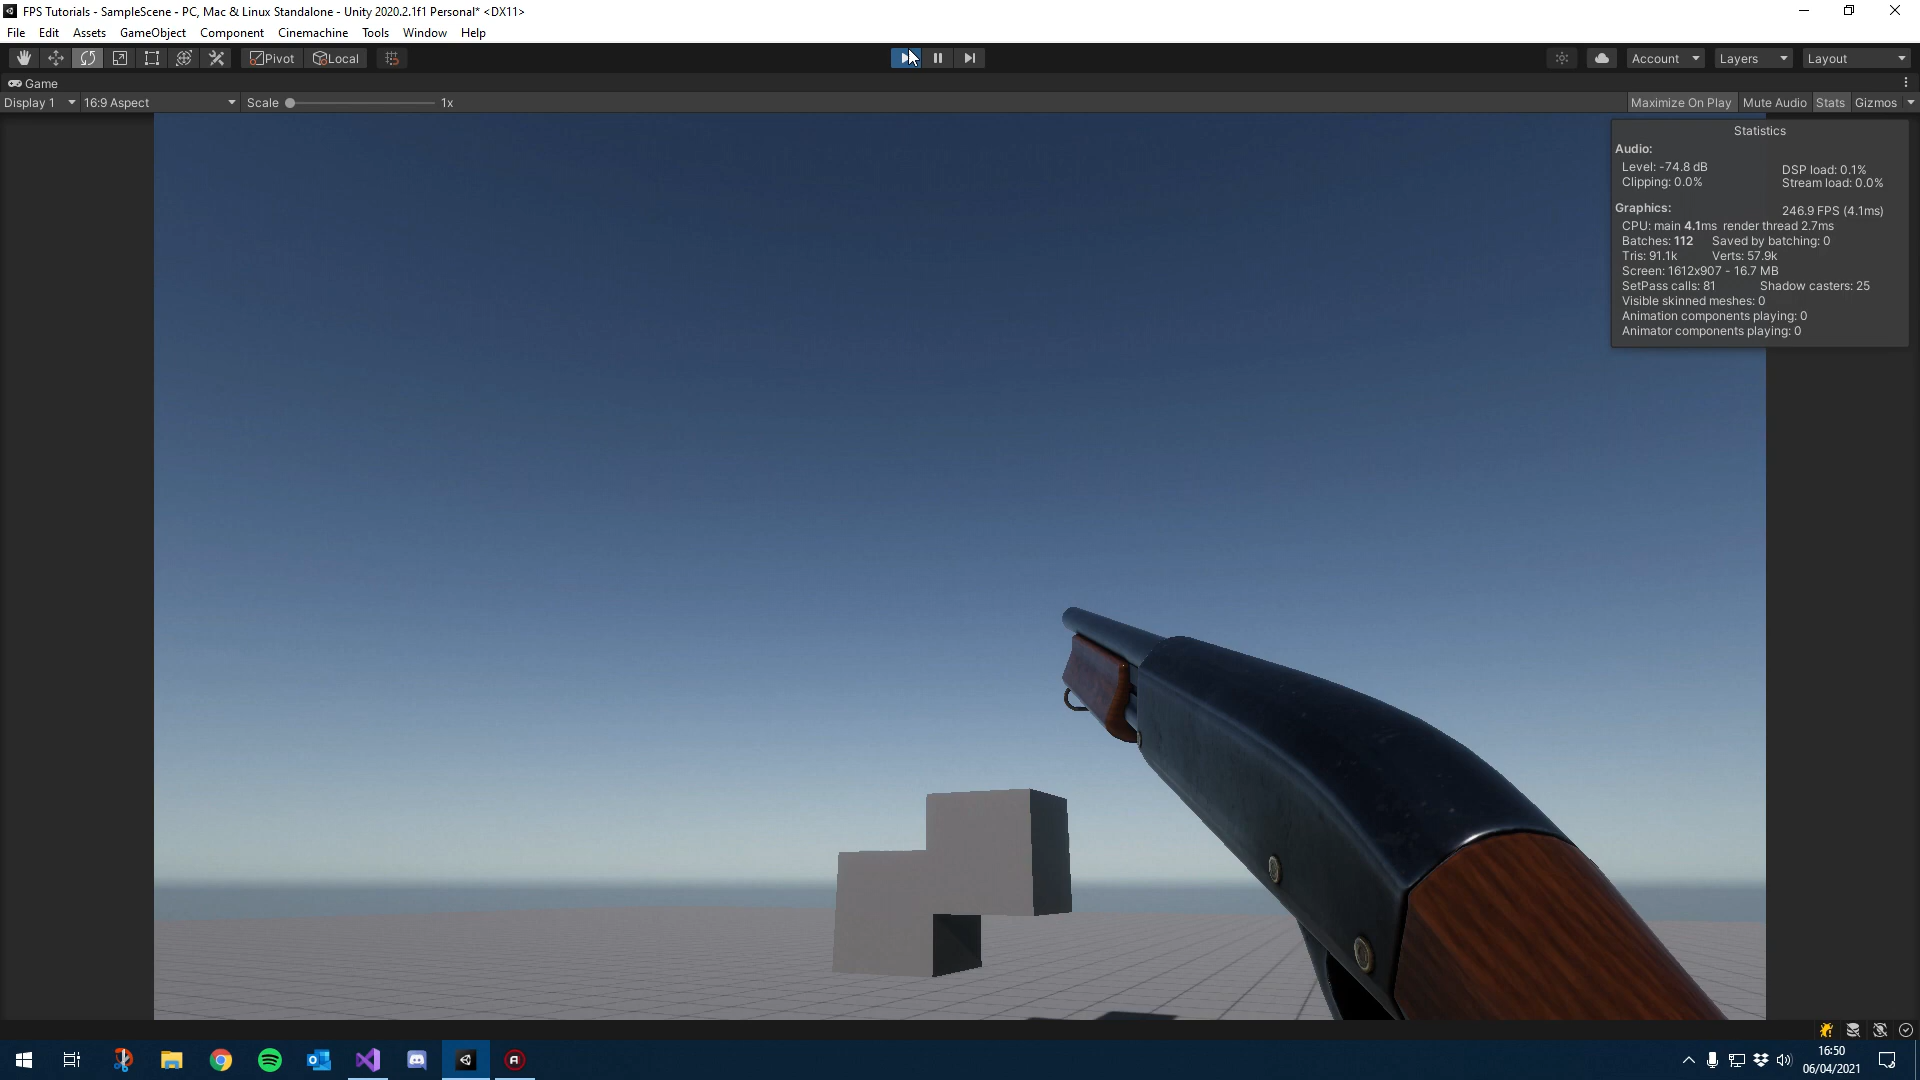 FPS Tutorials - SampleScene - PC, Mac & Linux Standalone - Unity 2020.2.1f1 Personal* <DX11>
File Edit Assets GameObject Component Cinemachine Tools Window Help
Pivot Local Account Layers Layout
Game
Display 1 16:9 Aspect Scale 1x Maximize On Play Mute Audio Stats Gizmos
Statistics
Audio:
Level: -74.8 dB DSP load: 0.1%
Clipping: 0.0% Stream load: 0.0%
Graphics: 246.9 FPS (4.1ms)
CPU: main 4.1ms render thread 2.7ms
Batches: 112 Saved by batching: 0
Tris: 91.1k Verts: 57.9k
Screen: 1612x907 - 16.7 MB
SetPass calls: 81 Shadow casters: 25
Visible skinned meshes: 0
Animation components playing: 0
Animator components playing: 0
16:50
06/04/2021